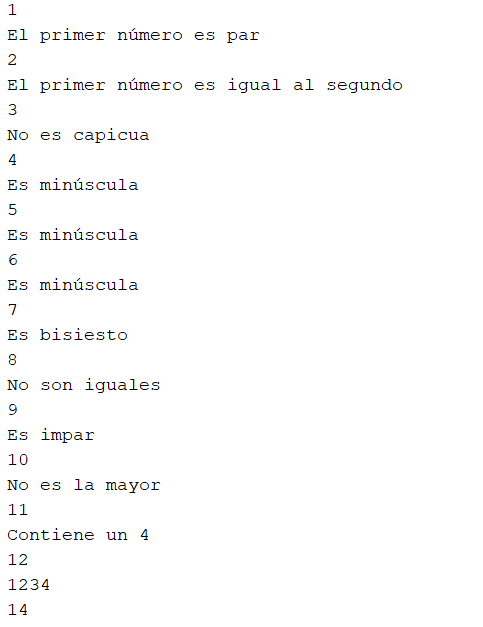 1
El primer número es par
2
El primer número es igual al segundo
3
No es capicua
4
Es minúscula
5
Es minúscula
6
Es minúscula
7
Es bisiesto
8
No son iguales
9
Es impar
10
No es la mayor
11
Contiene un 4
12
1234
14